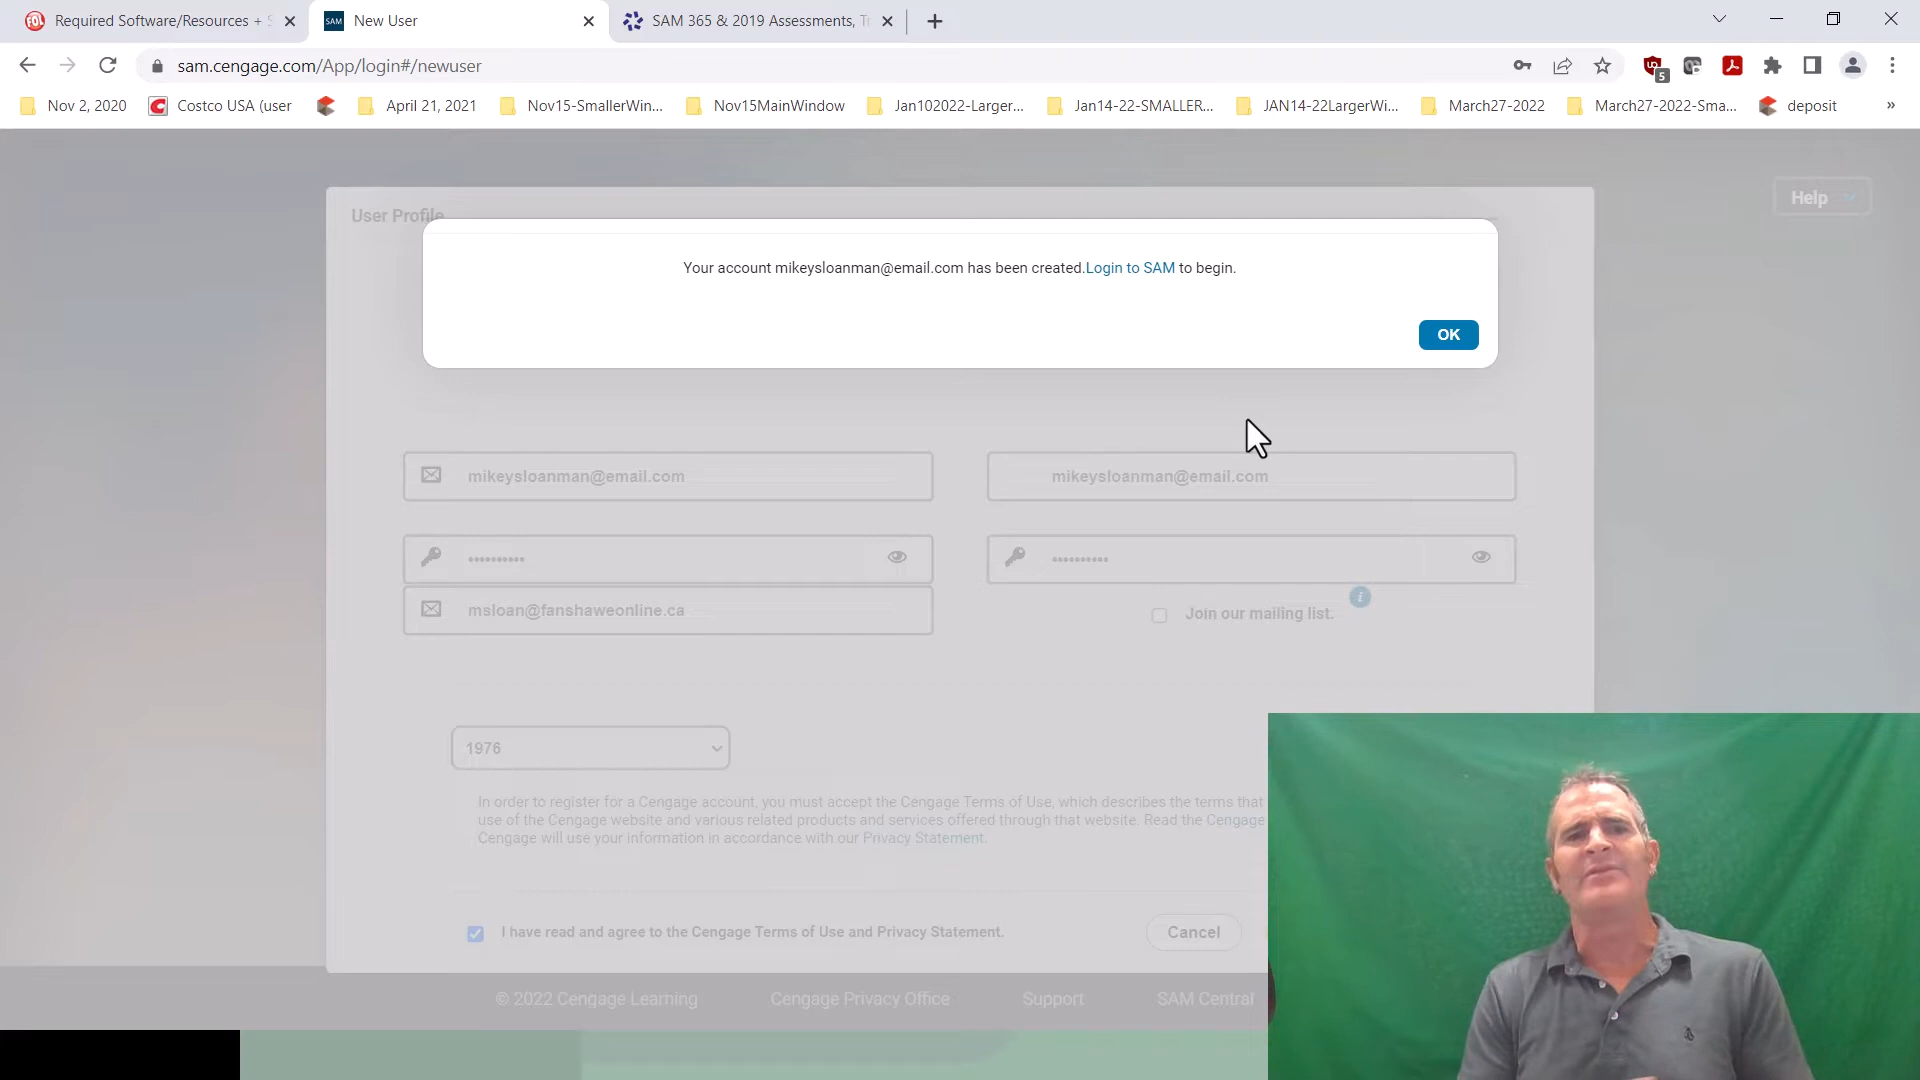 Required Software/Resources +
New User
SAM 365 & 2019 Assessments,
sam.cengage.com/App/login#/newuser
5
Nov 2, 2020
Costco USA (user
April 21, 2021
Nov15-SmallerWin...
Nov15MainWindow
Jan102022-Larger...
Jan14-22-SMALLER...
JAN14-22LargerWi...
March27-2022
March27-2022-Sma...
deposit
»
Help
User Profile
Your account mikeysloanman@email.com has been created.Login to SAM to begin.
OK
mikeysloanman@email.com
mikeysloanman@email.com
••••••••••
••••••••••
msloan@fanshaweonline.ca
Join our mailing list.
1976
In order to register for a Cengage account, you must accept the Cengage Terms of Use, which describes the terms that
use of the Cengage website and various related products and services offered through that website. Read the Cengage
Cengage will use your information in accordance with our Privacy Statement.
I have read and agree to the Cengage Terms of Use and Privacy Statement.
Cancel
© 2022 Cengage Learning
Cengage Privacy Office
Support
SAM Central